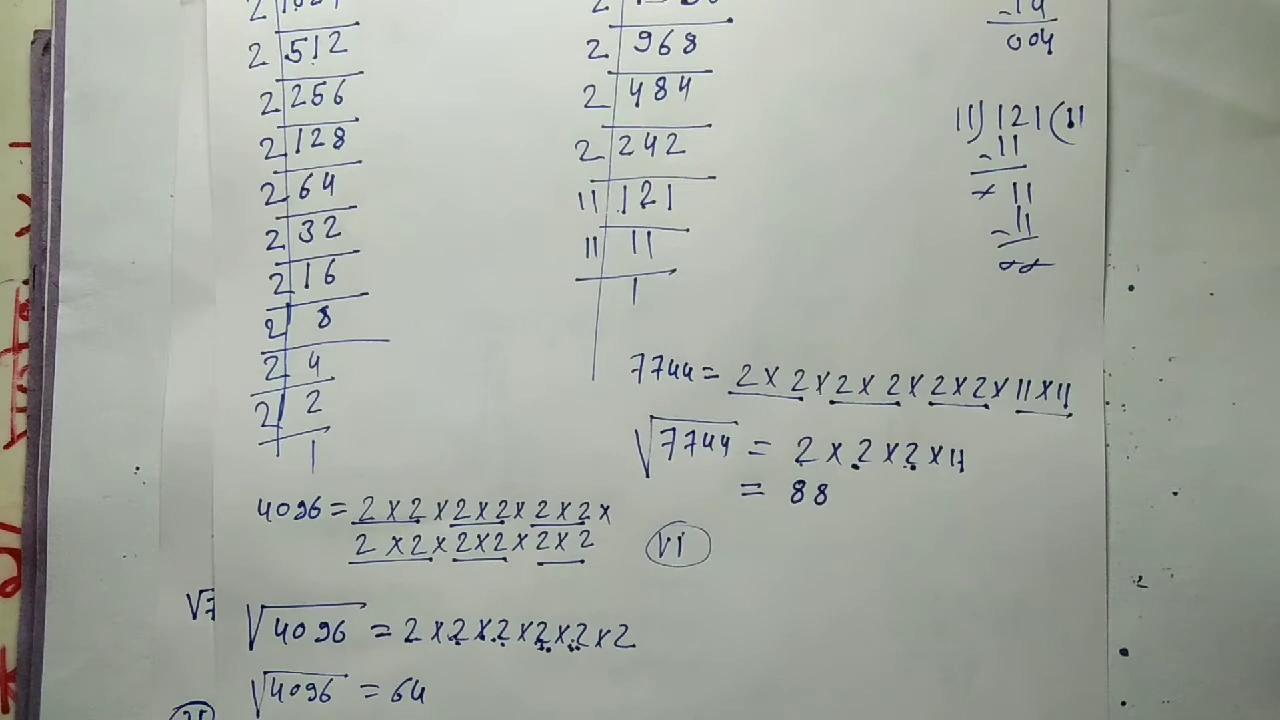 2 | 512
2 | 256
2 | 128
2 | 64
2 | 32
2 | 16
2 | 8
2 | 4
2 | 2
1
4096 = 2 × 2 × 2 × 2 × 2 × 2 ×
2 × 2 × 2 × 2 × 2 × 2
√4096 = 2 × 2 × 2 × 2 × 2 × 2
√4096 = 64
2 | 968
2 | 484
2 | 242
11 | 121
11 | 11
1
7744 = 2 × 2 × 2 × 2 × 2 × 2 × 11 × 11
√7744 = 2 × 2 × 2 × 11
= 88
VI
004
11) 121 (11
-11
× 11
-11
00